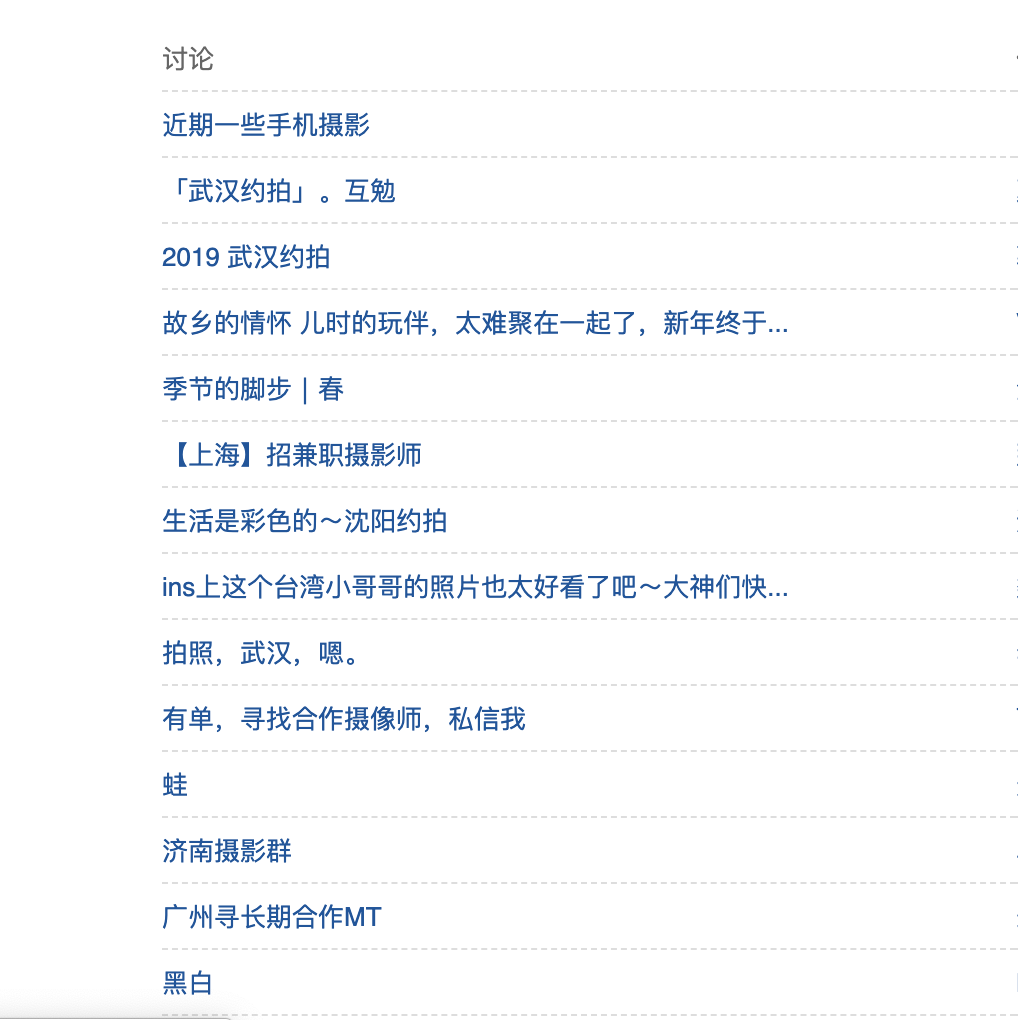 讨论
近期一些手机摄影
「武汉约拍」。互勉
2019 武汉约拍
故乡的情怀 儿时的玩伴，太难聚在一起了，新年终于...
季节的脚步｜春
【上海】招兼职摄影师
生活是彩色的～沈阳约拍
ins上这个台湾小哥哥的照片也太好看了吧～大神们快...
拍照，武汉，嗯。
有单，寻找合作摄像师，私信我
蛙
济南摄影群
广州寻长期合作MT
黑白